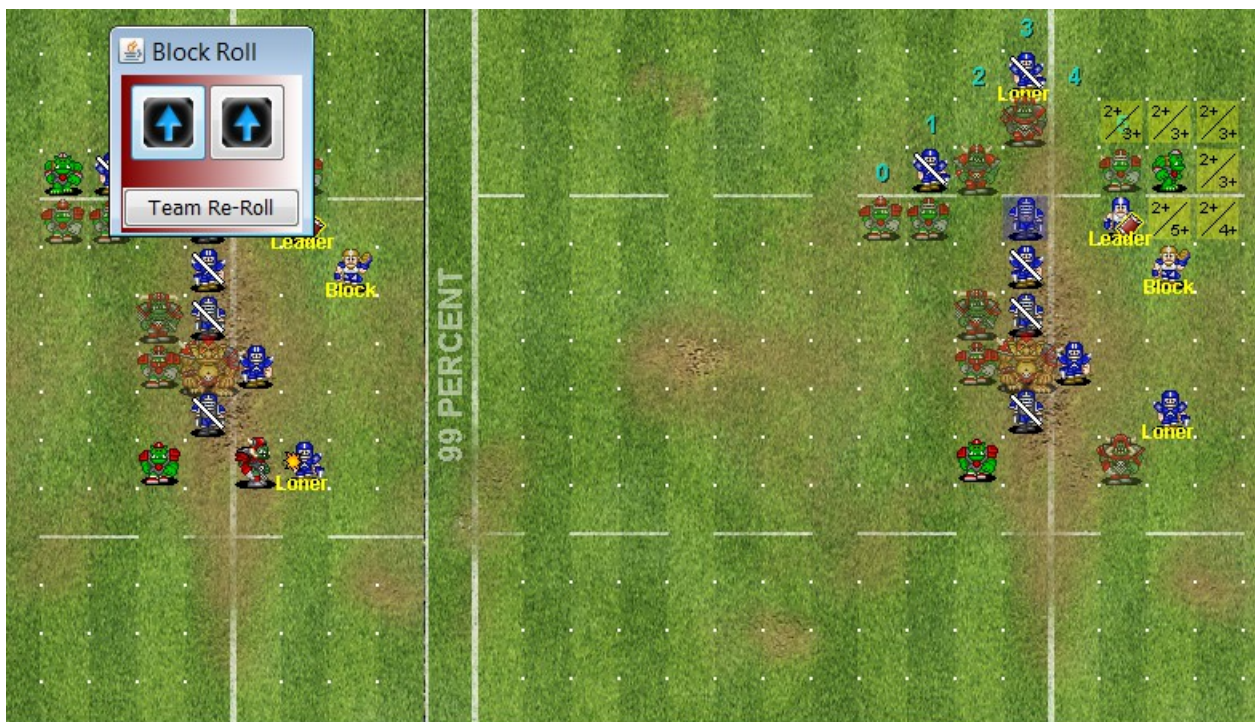 Block Roll
Team Re-Roll
Leader
Block
Loner
99 PERCENT
3
2
4
Loner
1
2+/3+
5
2+/3+
2+/3+
0
2+/3+
Leader
2+/5+
2+/4+
Block
Loner